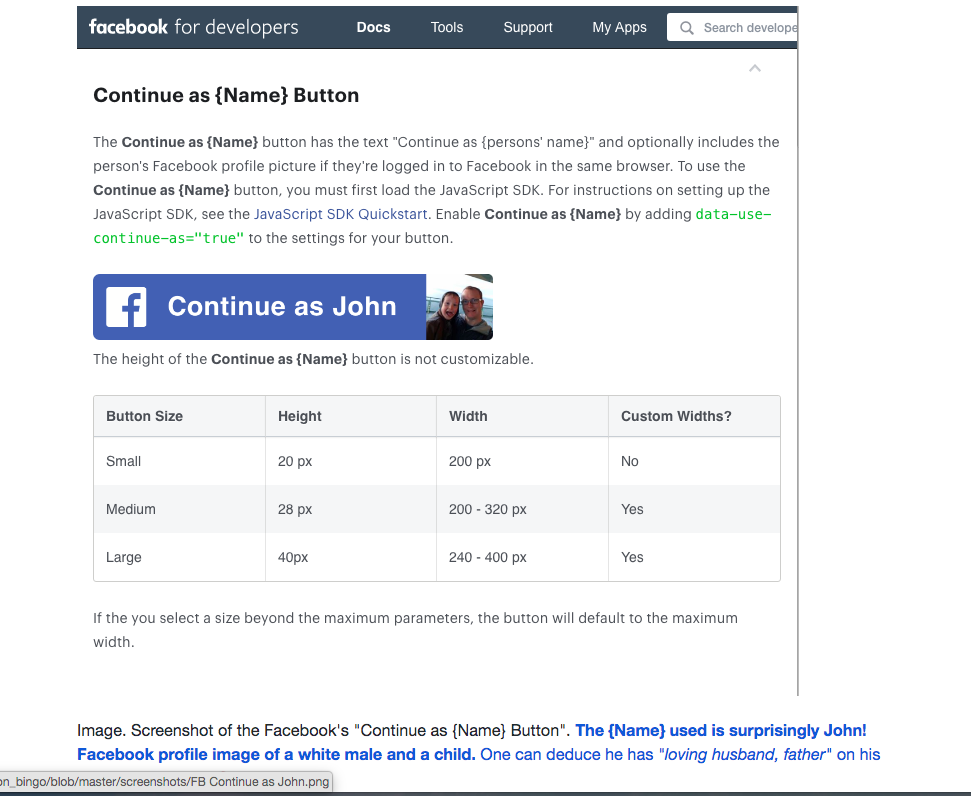 facebook for developers Docs Tools Support My Apps Search develope
Continue as {Name} Button
The Continue as {Name} button has the text "Continue as {persons' name}" and optionally includes the
person's Facebook profile picture if they're logged in to Facebook in the same browser. To use the
Continue as {Name} button, you must first load the JavaScript SDK. For instructions on setting up the
JavaScript SDK, see the JavaScript SDK Quickstart. Enable Continue as {Name} by adding data-use-
continue-as="true" to the settings for your button.
Continue as John
The height of the Continue as {Name} button is not customizable.
Button Size Height Width Custom Widths?
Small 20 px 200 px No
Medium 28 px 200 - 320 px Yes
Large 40px 240 - 400 px Yes
If the you select a size beyond the maximum parameters, the button will default to the maximum
width.
Image. Screenshot of the Facebook's "Continue as {Name} Button". The {Name} used is surprisingly John!
Facebook profile image of a white male and a child. One can deduce he has "loving husband, father" on his
on_bingo/blob/master/screenshots/FB Continue as John.png